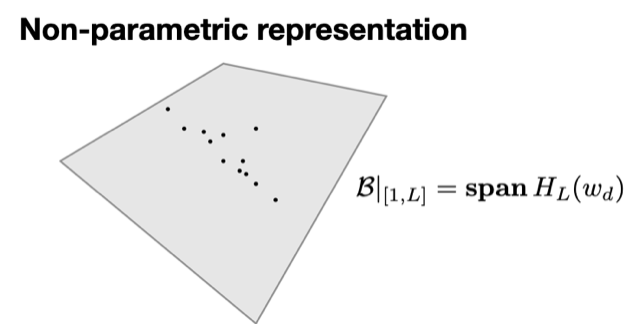 Non-parametric representation
ℬ|[1,L] = span H_L(w_d)